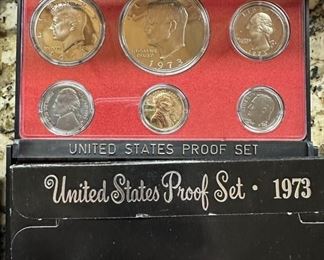 1973
UNITED STATES PROOF SET
United States Proof Set · 1973